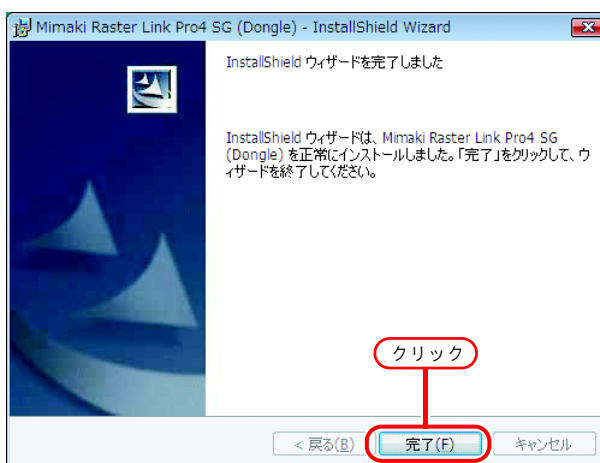 Mimaki Raster Link Pro4 SG (Dongle) - InstallShield Wizard
InstallShield ウィザードを完了しました
InstallShield ウィザードは、Mimaki Raster Link Pro4 SG
(Dongle) を正常にインストールしました。「完了」をクリックして、ウ
ィザードを終了してください。
クリック
< 戻る(B) 完了(F) キャンセル